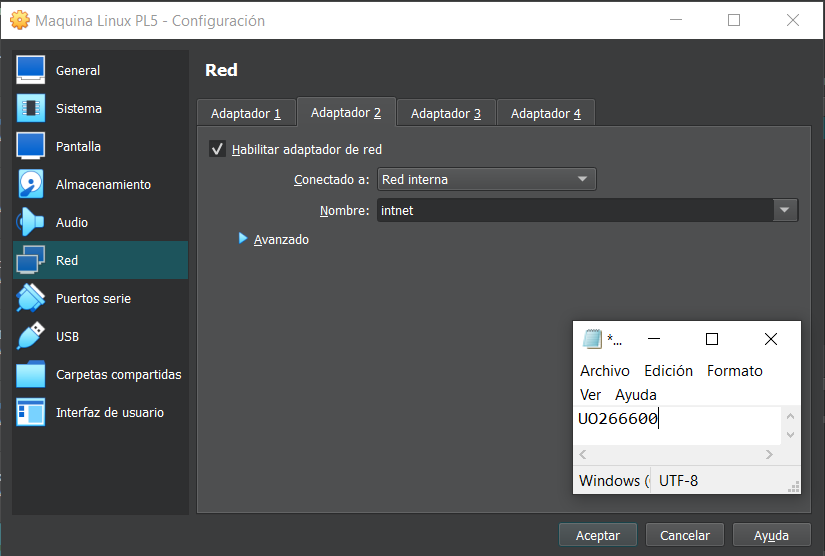 Maquina Linux PL5 - Configuración
General
Sistema
Pantalla
Almacenamiento
Audio
Red
Puertos serie
USB
Carpetas compartidas
Interfaz de usuario
Red
Adaptador 1 Adaptador 2 Adaptador 3 Adaptador 4
Habilitar adaptador de red
Conectado a: Red interna
Nombre: intnet
Avanzado
*...
Archivo Edición Formato
Ver Ayuda
UO266600
Windows ( UTF-8
Aceptar Cancelar Ayuda